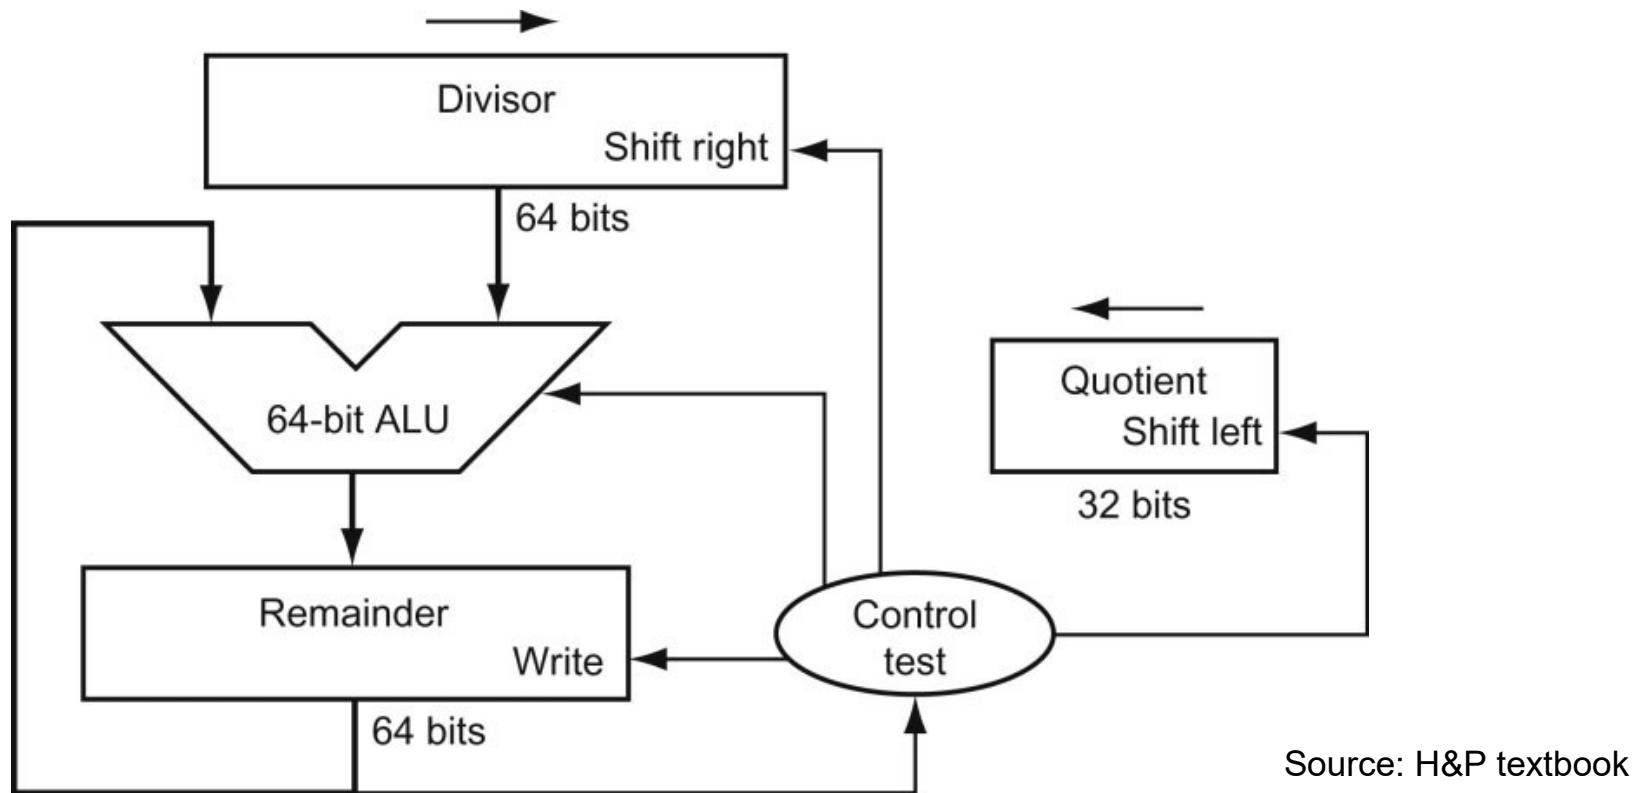 Divisor
Shift right
64 bits
64-bit ALU
Quotient
Shift left
32 bits
Remainder
Write
Control
test
64 bits
Source: H&P textbook